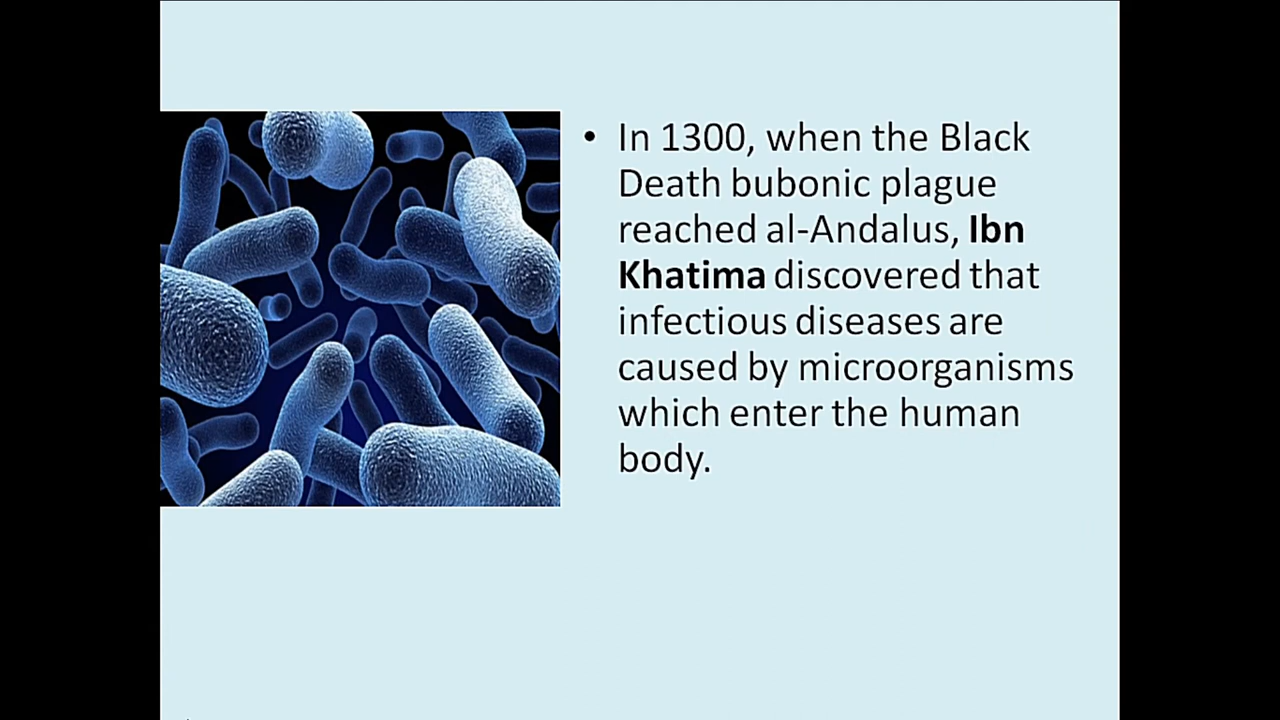 • In 1300, when the Black
Death bubonic plague
reached al-Andalus, Ibn
Khatima discovered that
infectious diseases are
caused by microorganisms
which enter the human
body.